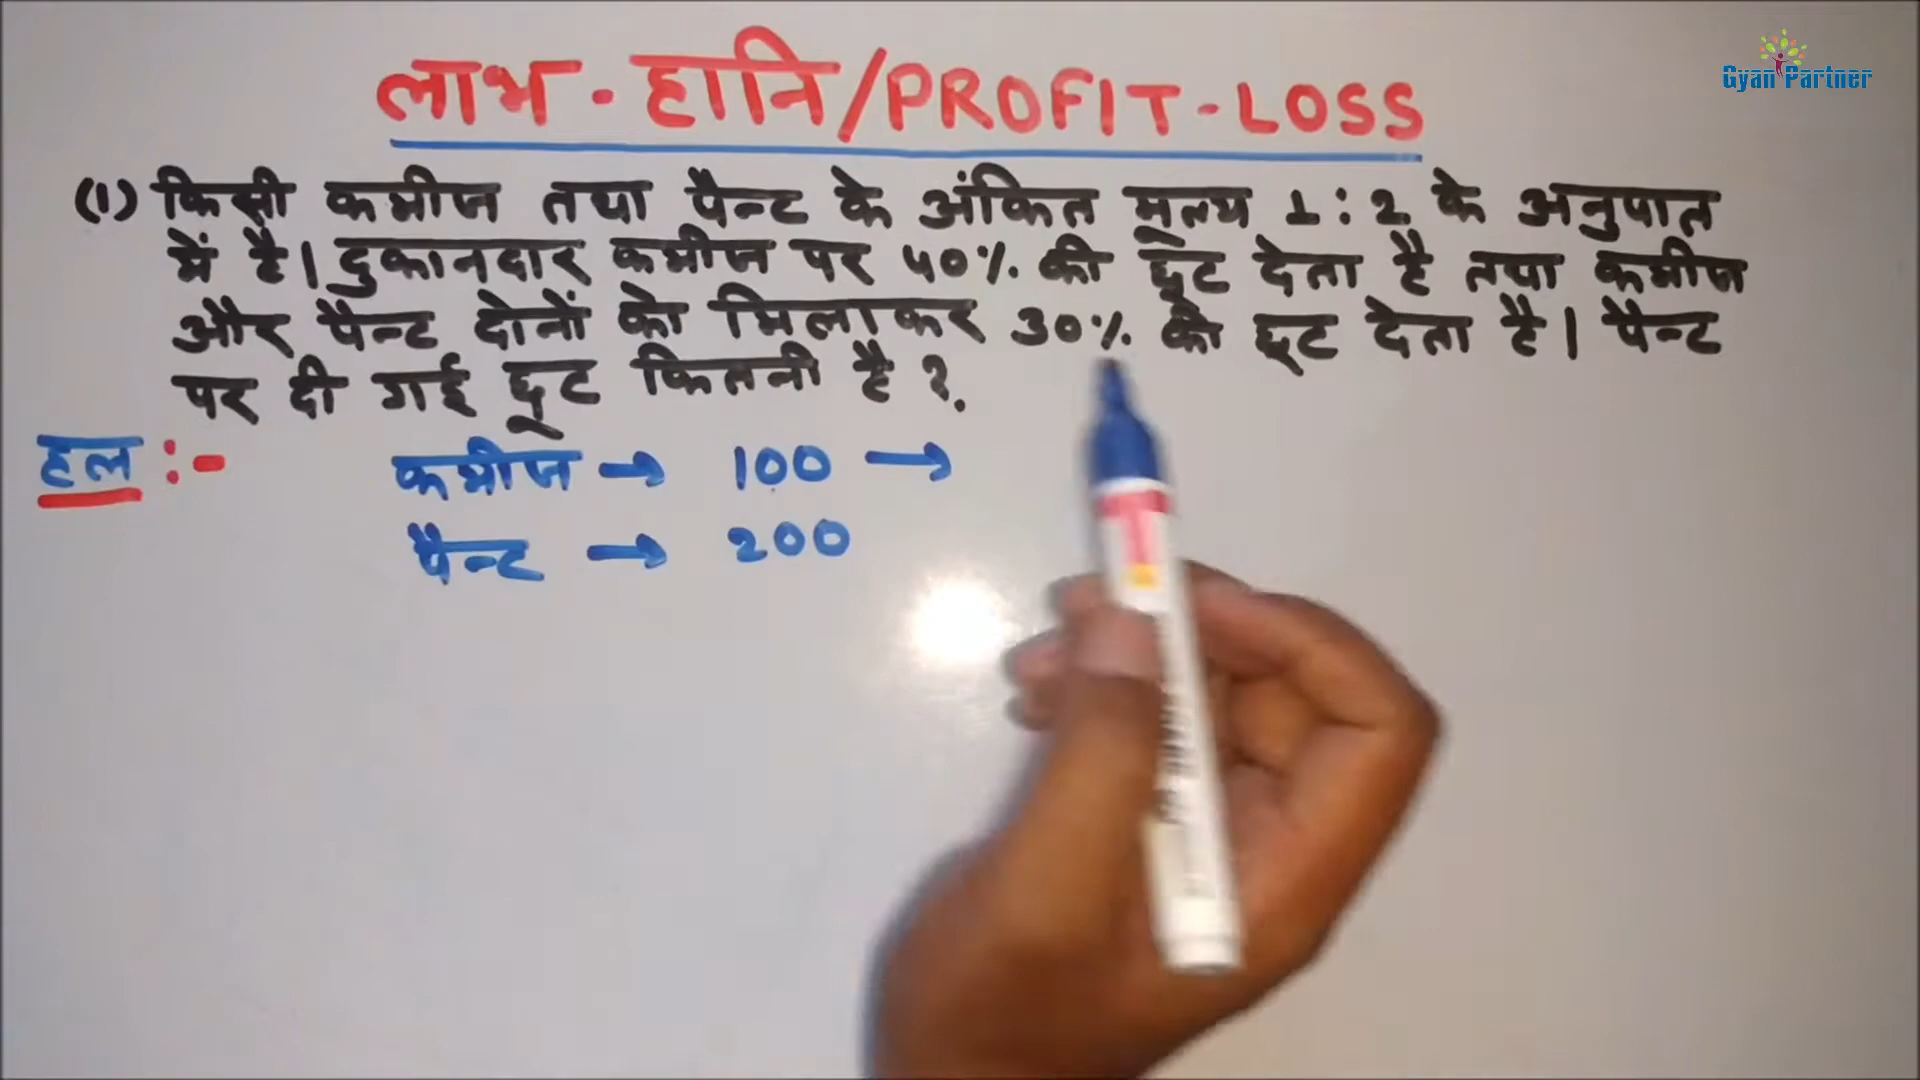 Gyan Partner
लाभ - हानि/PROFIT - LOSS
(1) किसी कमीज तथा पैन्ट के अंकित मूल्य 1 : 2 के अनुपात
में है। दुकानदार कमीज पर 40% की छूट देता है तथा कमीज
और पैन्ट दोनों को मिलाकर 30% की छूट देता है। पैन्ट
पर दी गई छूट कितनी है ?.
हल :-
कमीज → 100 →
पैन्ट → 200